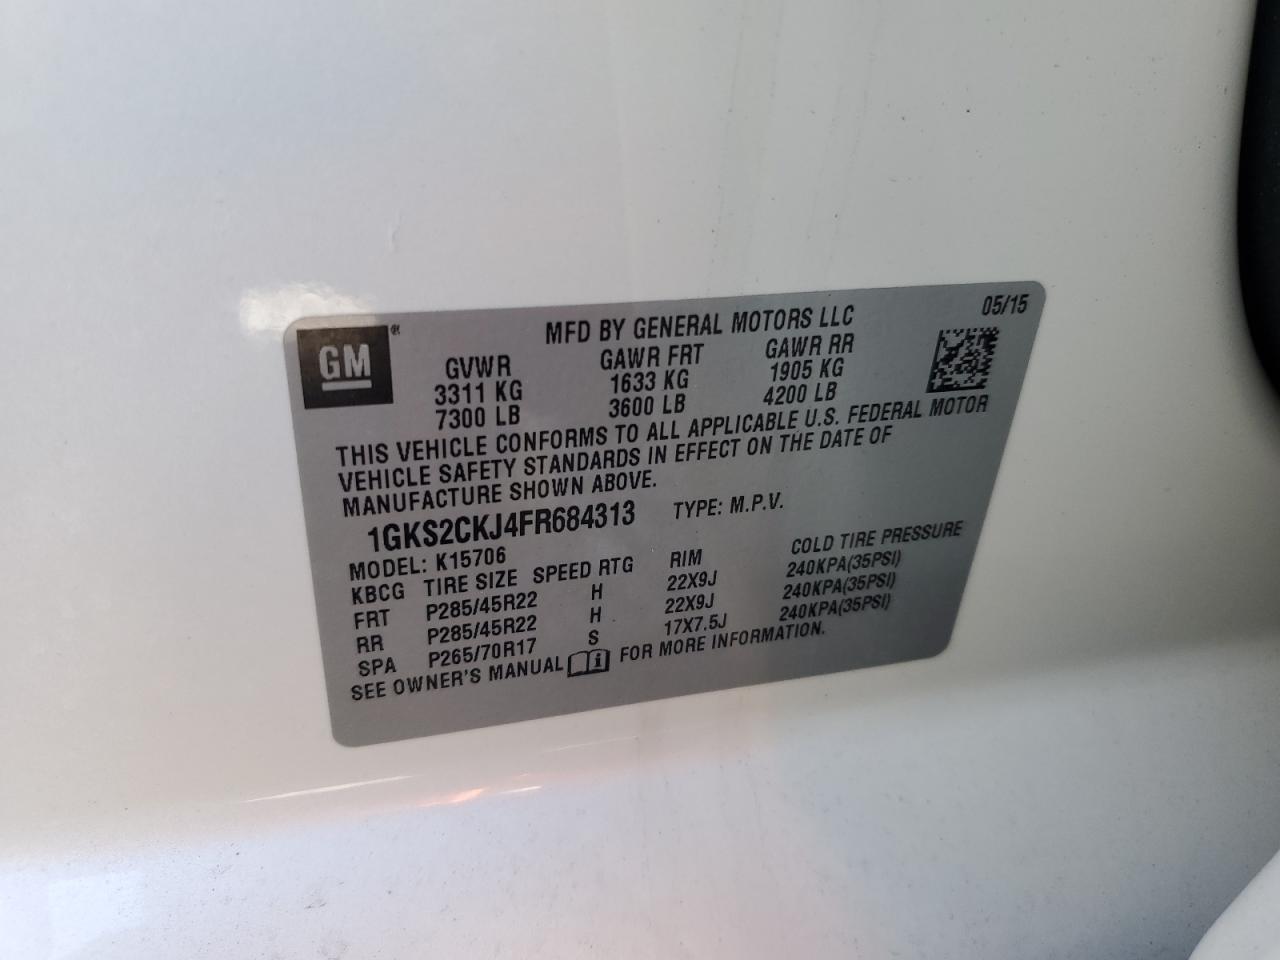 GM®
MFD BY GENERAL MOTORS LLC 05/15
GVWR GAWR FRT GAWR RR
3311 KG 1633 KG 1905 KG
7300 LB 3600 LB 4200 LB
THIS VEHICLE CONFORMS TO ALL APPLICABLE U.S. FEDERAL MOTOR
VEHICLE SAFETY STANDARDS IN EFFECT ON THE DATE OF
MANUFACTURE SHOWN ABOVE.
1GKS2CKJ4FR684313 TYPE: M.P.V.
MODEL: K15706
KBCG TIRE SIZE SPEED RTG RIM COLD TIRE PRESSURE
FRT P285/45R22 H 22X9J 240KPA(35PSI)
RR P285/45R22 H 22X9J 240KPA(35PSI)
SPA P265/70R17 S 17X7.5J 240KPA(35PSI)
SEE OWNER'S MANUAL FOR MORE INFORMATION.